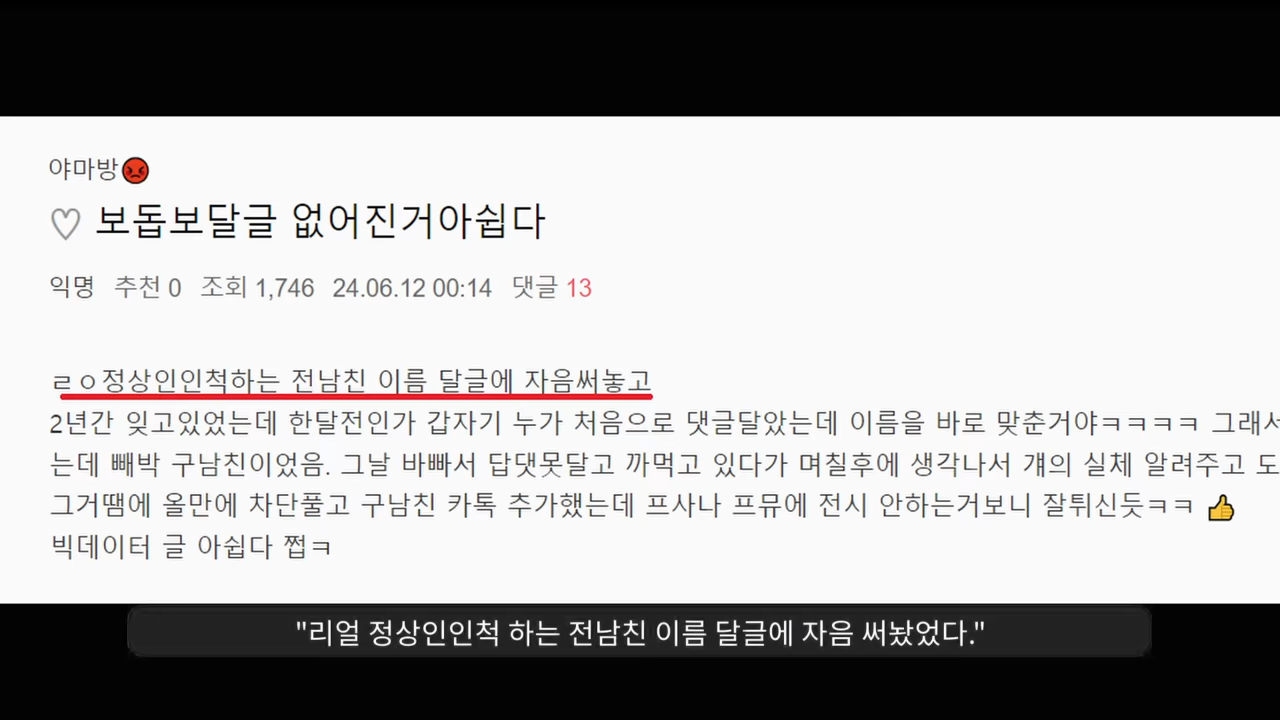 야마방😡
♡ 보돕보달글 없어진거아쉽다
익명 추천 0 조회 1,746 24.06.12 00:14 댓글 13
ㄹㅇ정상인인척하는 전남친 이름 달글에 자음써놓고
2년간 잊고있었는데 한달전인가 갑자기 누가 처음으로 댓글달았는데 이름을 바로 맞춘거야ㅋㅋㅋㅋ 그래서
는데 빼박 구남친이었음. 그날 바빠서 답댓못달고 까먹고 있다가 며칠후에 생각나서 걔의 실체 알려주고 도
그거땜에 올만에 차단풀고 구남친 카톡 추가했는데 프사나 프뮤에 전시 안하는거보니 잘튀신듯ㅋㅋ 👍
빅데이터 글 아쉽다 쩝ㅋ
"리얼 정상인인척 하는 전남친 이름 달글에 자음 써놨었다."